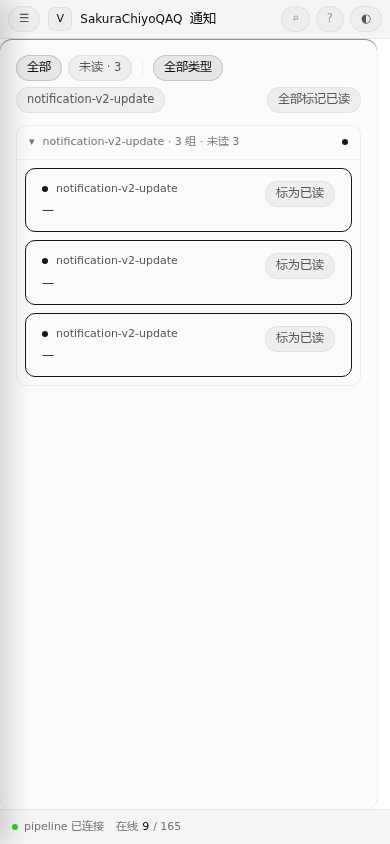 ☰ V SakuraChiyoQAQ 通知 ⌕ ? ◐
全部 未读 · 3 全部类型
notification-v2-update 全部标记已读
▾ notification-v2-update · 3 组 · 未读 3
notification-v2-update 标为已读
—
notification-v2-update 标为已读
—
notification-v2-update 标为已读
—
pipeline 已连接 在线 9 / 165